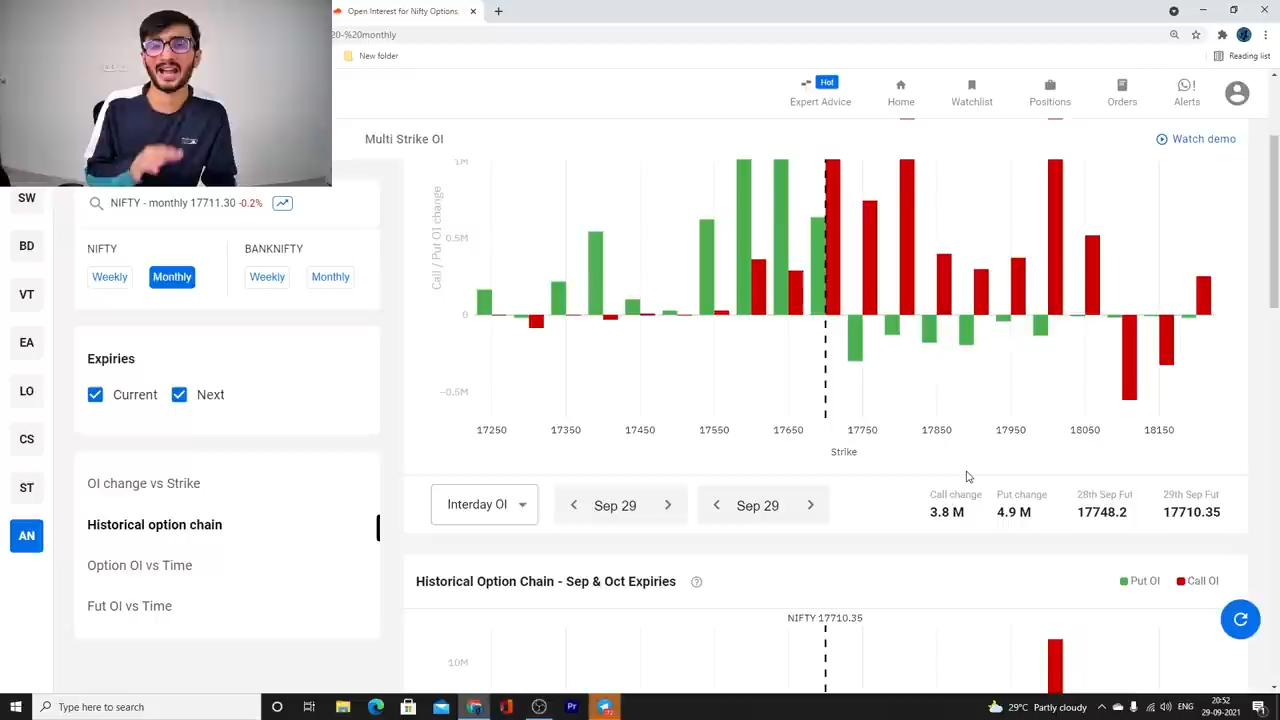 Open Interest for Nifty Options.
0-%20monthly
New folder
Reading list
Hot
Expert Advice
Home
Watchlist
Positions
Orders
Alerts
Multi Strike OI
Watch demo
SW
BD
VT
EA
LO
CS
ST
AN
NIFTY - monthly 17711.30 -0.2%
NIFTY
BANKNIFTY
Weekly
Monthly
Weekly
Monthly
Expiries
Current
Next
OI change vs Strike
Historical option chain
Option OI vs Time
Fut OI vs Time
Call / Put OI change
1M
0.5M
0
−0.5M
17250
17350
17450
17550
17650
17750
17850
17950
18050
18150
Strike
Interday OI
Sep 29
Sep 29
Call change
3.8 M
Put change
4.9 M
28th Sep Fut
17748.2
29th Sep Fut
17710.35
Historical Option Chain - Sep & Oct Expiries
?
Put OI
Call OI
NIFTY 17710.35
10M
Type here to search
Pr
29°C Partly cloudy
ENG
20:52
29-09-2021